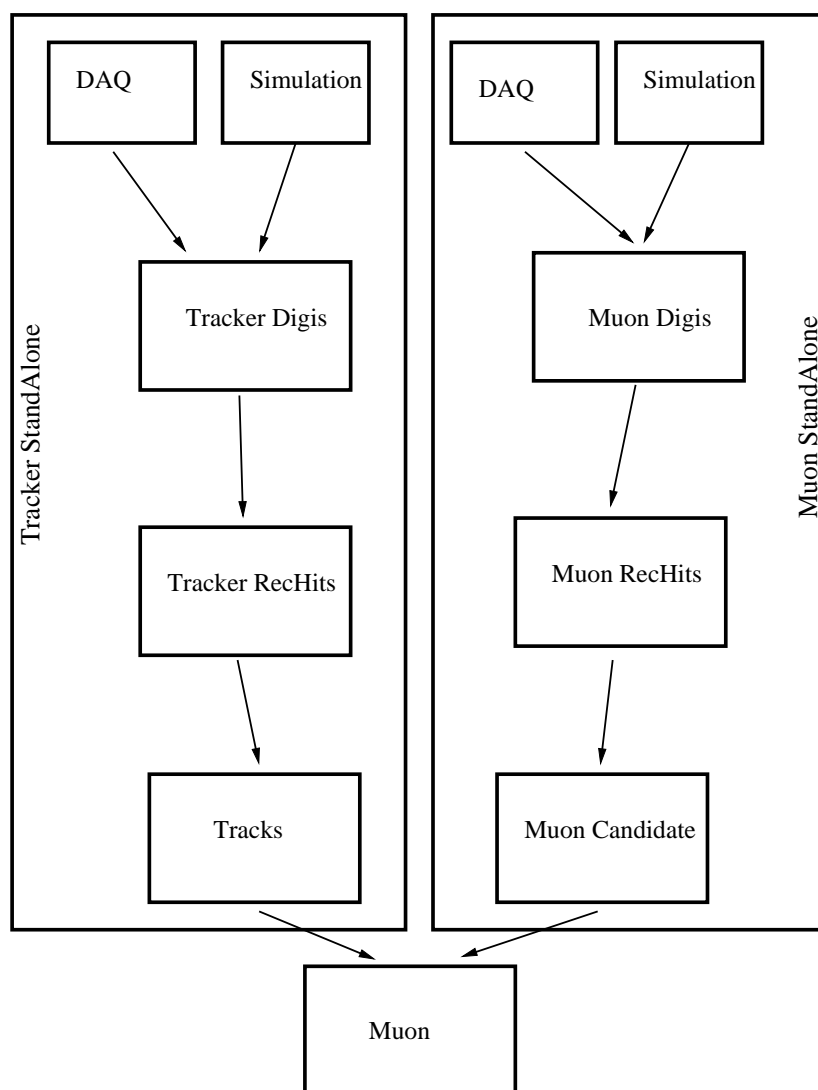 DAQ
Simulation
Tracker Digis
Tracker RecHits
Tracks
Tracker StandAlone
DAQ
Simulation
Muon Digis
Muon RecHits
Muon Candidate
Muon StandAlone
Muon